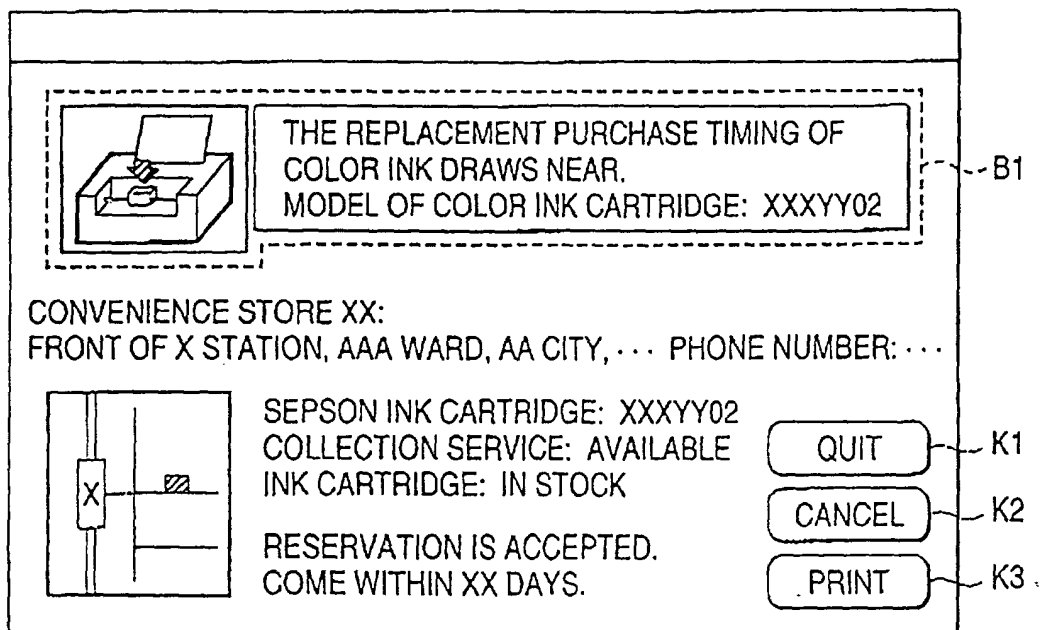 THE REPLACEMENT PURCHASE TIMING OF
COLOR INK DRAWS NEAR.
MODEL OF COLOR INK CARTRIDGE: XXXYY02
B1
CONVENIENCE STORE XX:
FRONT OF X STATION, AAA WARD, AA CITY, ··· PHONE NUMBER: ···
X
SEPSON INK CARTRIDGE: XXXYY02
COLLECTION SERVICE: AVAILABLE
INK CARTRIDGE: IN STOCK
RESERVATION IS ACCEPTED.
COME WITHIN XX DAYS.
QUIT K1
CANCEL K2
PRINT K3